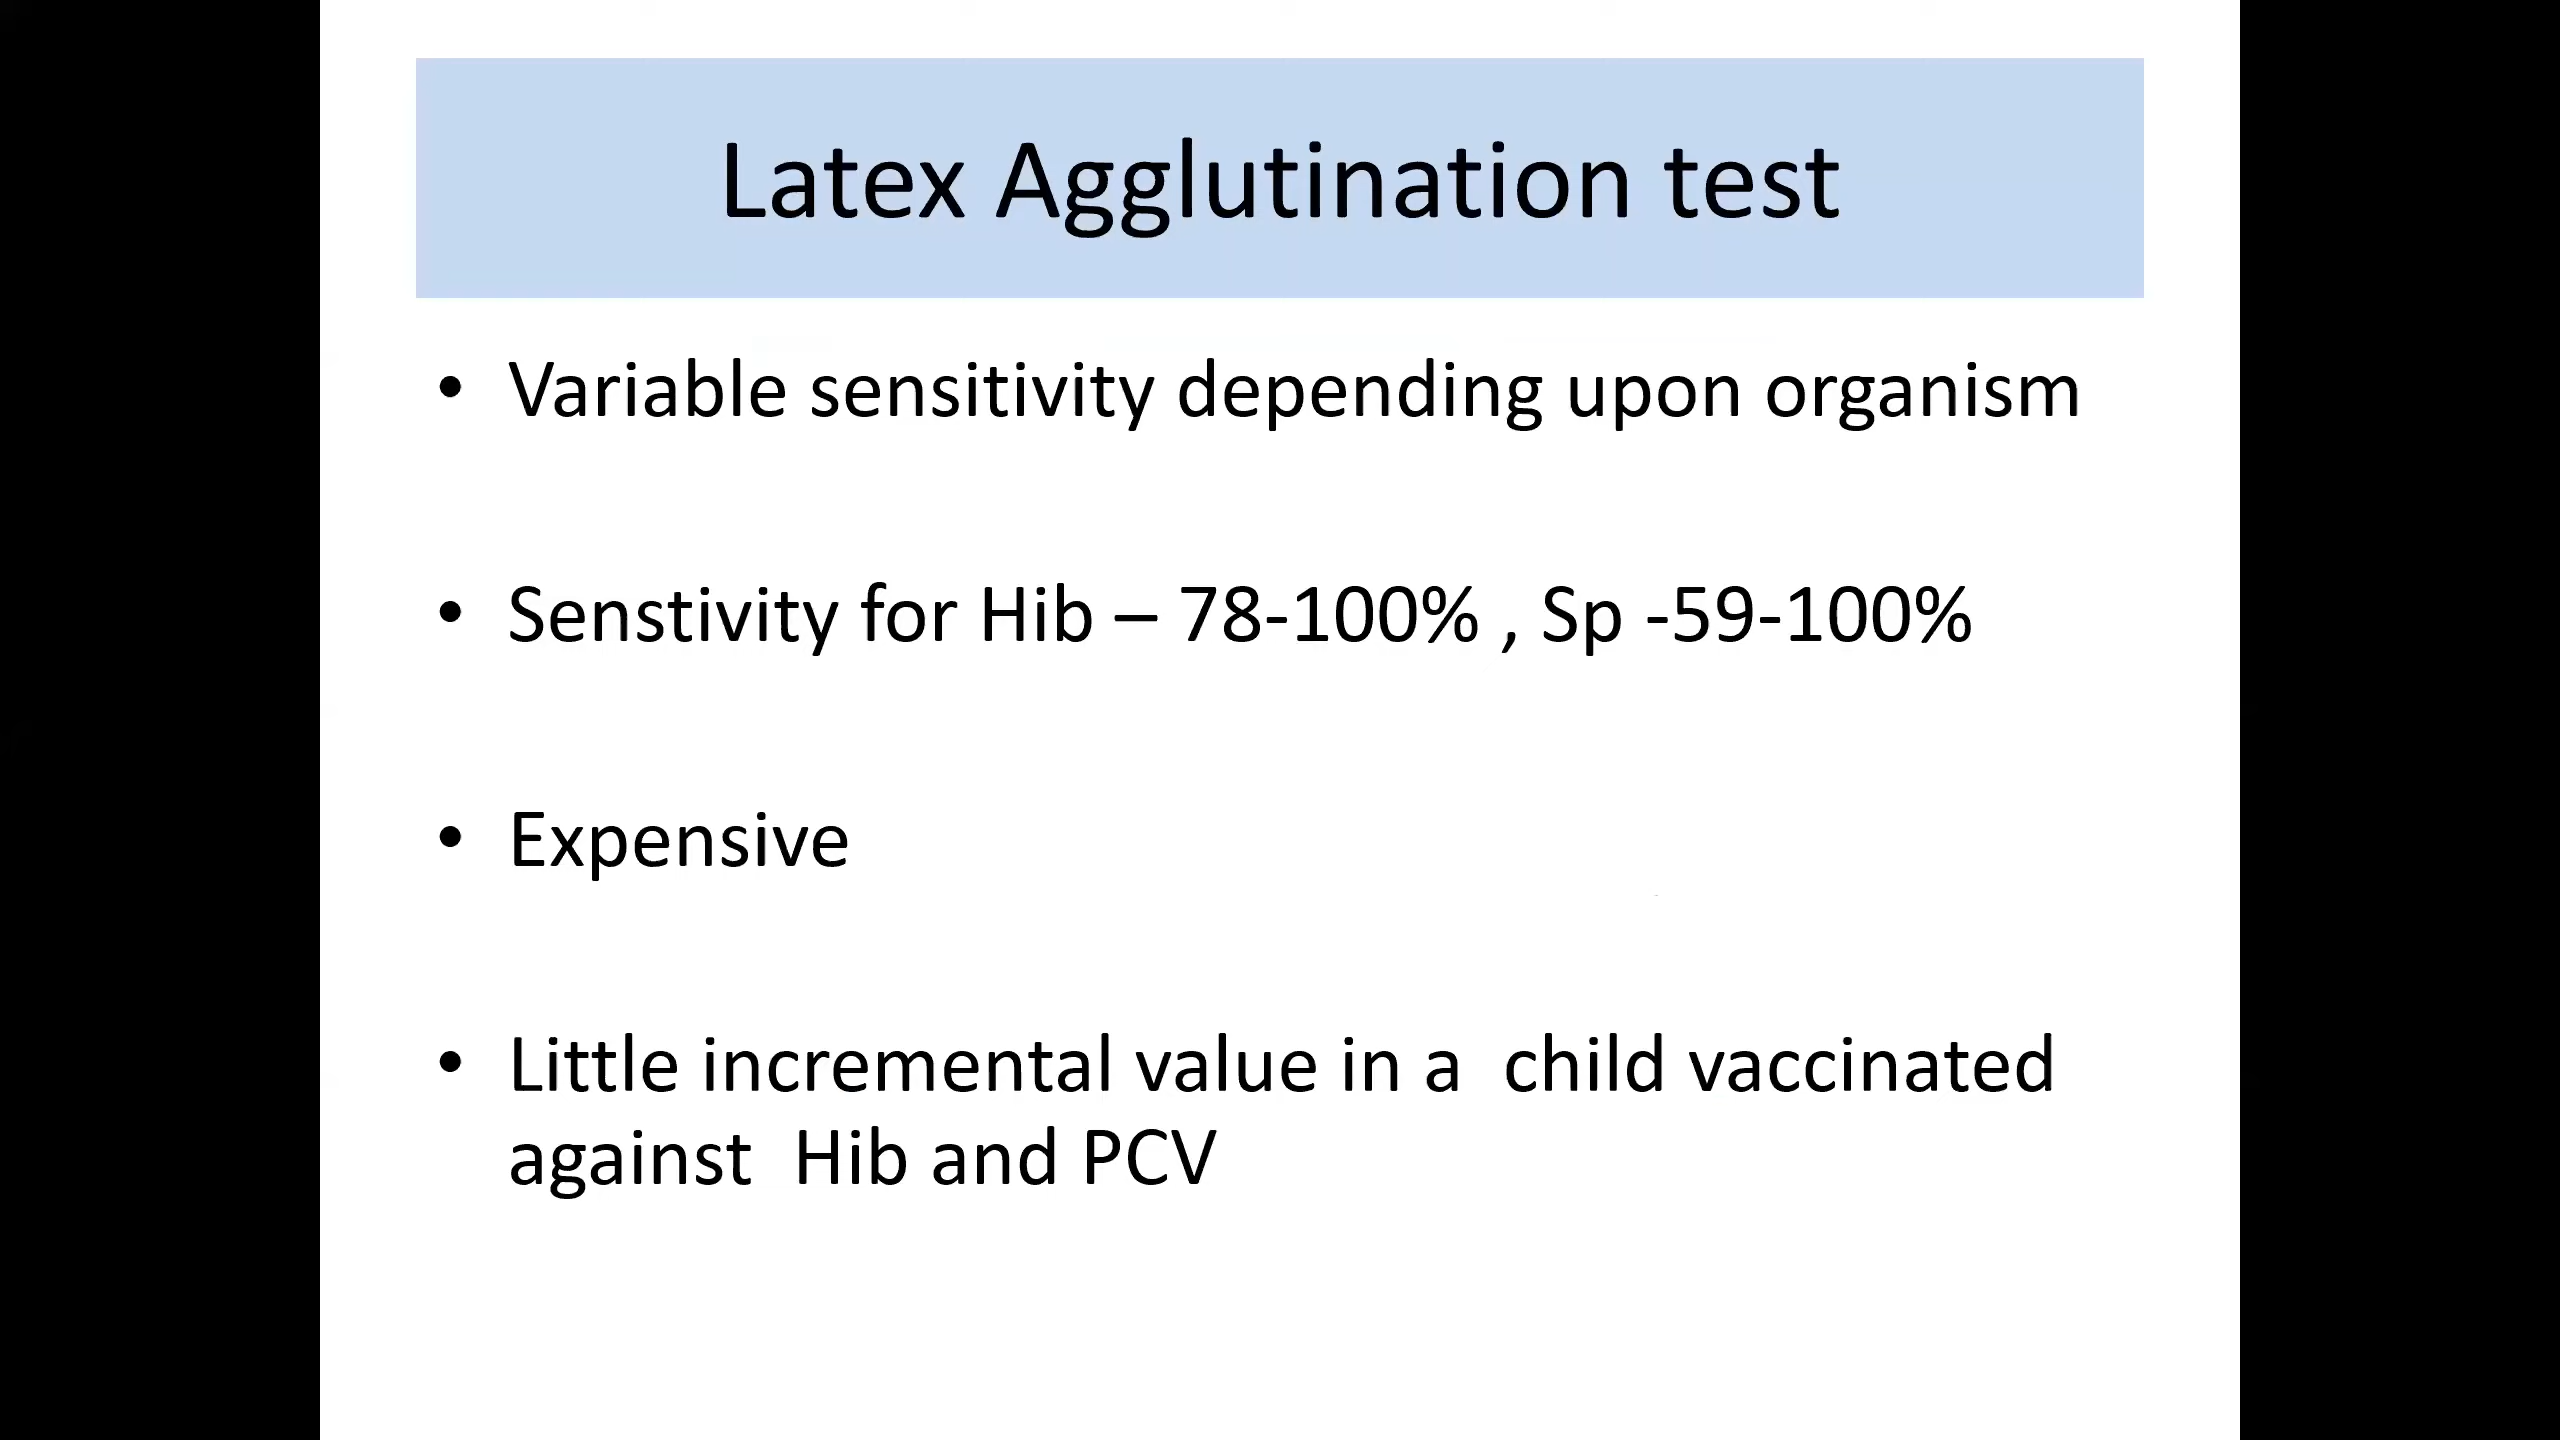 Latex Agglutination test
• Variable sensitivity depending upon organism
• Senstivity for Hib – 78-100% , Sp -59-100%
• Expensive
• Little incremental value in a  child vaccinated
against  Hib and PCV